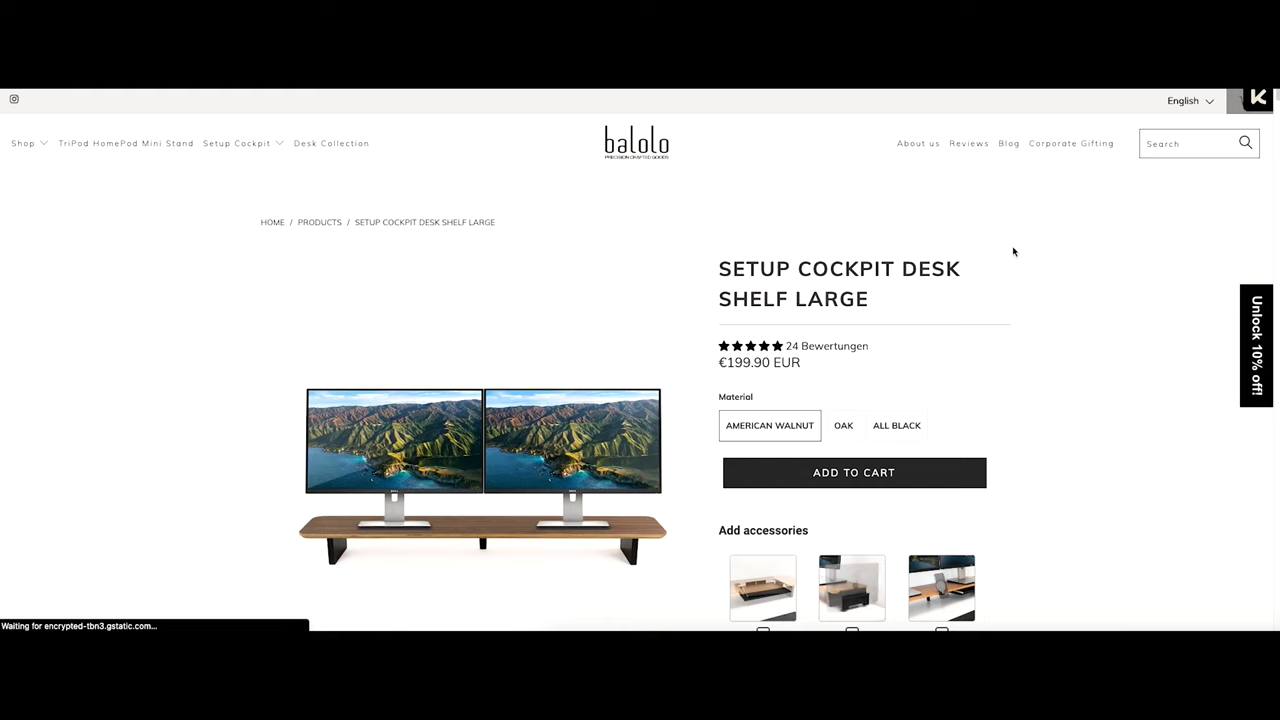 English
Shop
TriPod HomePod Mini Stand
Setup Cockpit
Desk Collection
balolo
PRECISION CRAFTED GOODS
About us
Reviews
Blog
Corporate Gifting
Search
HOME / PRODUCTS / SETUP COCKPIT DESK SHELF LARGE
SETUP COCKPIT DESK
SHELF LARGE
24 Bewertungen
€199.90 EUR
Material
AMERICAN WALNUT
OAK
ALL BLACK
ADD TO CART
Add accessories
Unlock 10% off!
Waiting for encrypted-tbn3.gstatic.com...